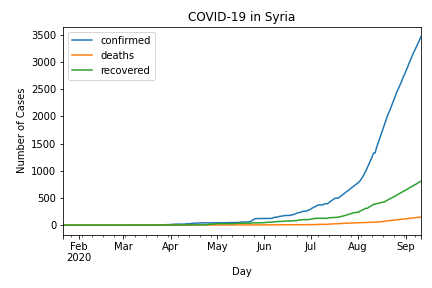 COVID-19 in Syria
confirmed
deaths
recovered
Number of Cases
3500
3000
2500
2000
1500
1000
500
0
Feb Mar Apr May Jun Jul Aug Sep
2020
Day